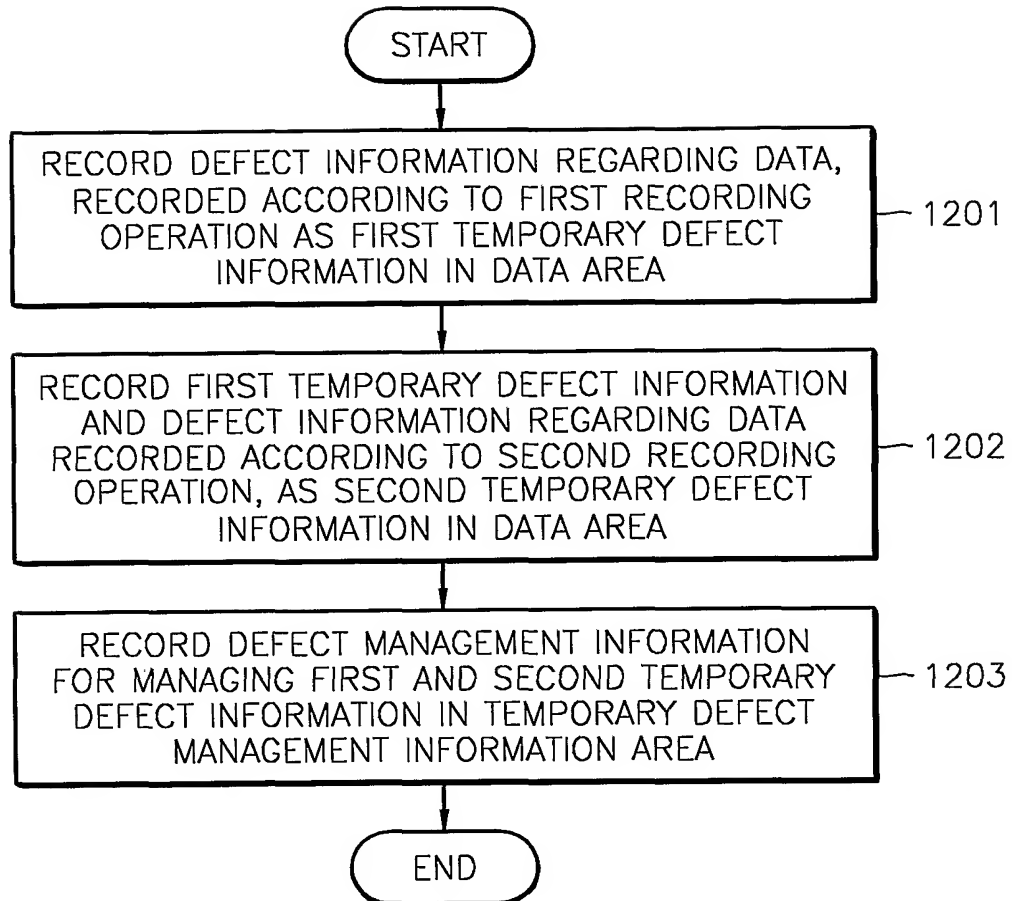 START
RECORD DEFECT INFORMATION REGARDING DATA,
RECORDED ACCORDING TO FIRST RECORDING
OPERATION AS FIRST TEMPORARY DEFECT
INFORMATION IN DATA AREA
1201
RECORD FIRST TEMPORARY DEFECT INFORMATION
AND DEFECT INFORMATION REGARDING DATA
RECORDED ACCORDING TO SECOND RECORDING
OPERATION, AS SECOND TEMPORARY DEFECT
INFORMATION IN DATA AREA
1202
RECORD DEFECT MANAGEMENT INFORMATION
FOR MANAGING FIRST AND SECOND TEMPORARY
DEFECT INFORMATION IN TEMPORARY DEFECT
MANAGEMENT INFORMATION AREA
1203
END